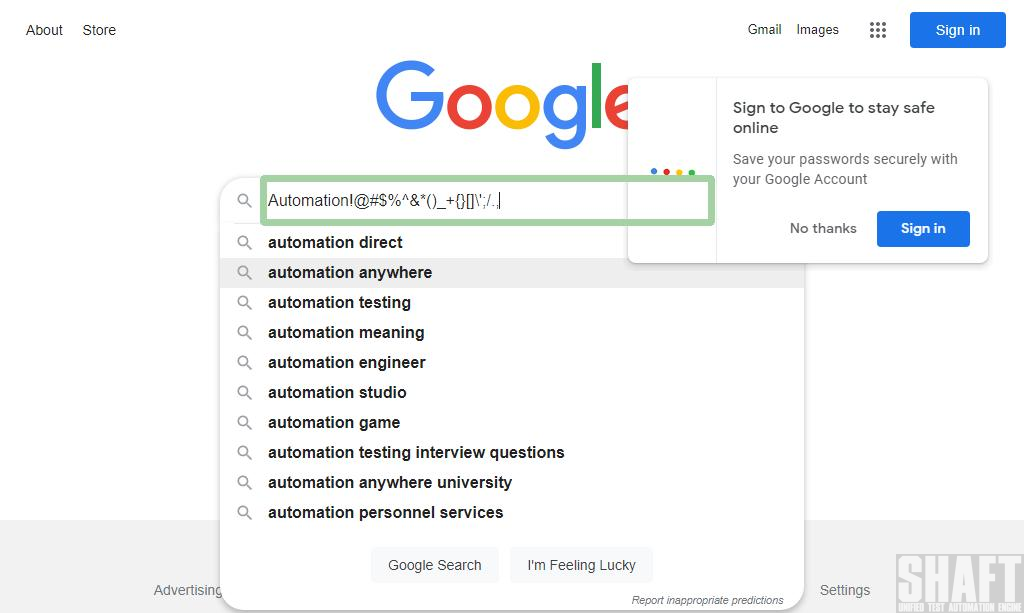 About Store Gmail Images Sign in
Google
Sign to Google to stay safe
online
Save your passwords securely with
your Google Account
No thanks Sign in
Automation!@#$%^&*()_+{}[]\';/.,
automation direct
automation anywhere
automation testing
automation meaning
automation engineer
automation studio
automation game
automation testing interview questions
automation anywhere university
automation personnel services
Google Search I'm Feeling Lucky
Report inappropriate predictions
Advertising Settings
SHAFT
UNIFIED TEST AUTOMATION ENGINE